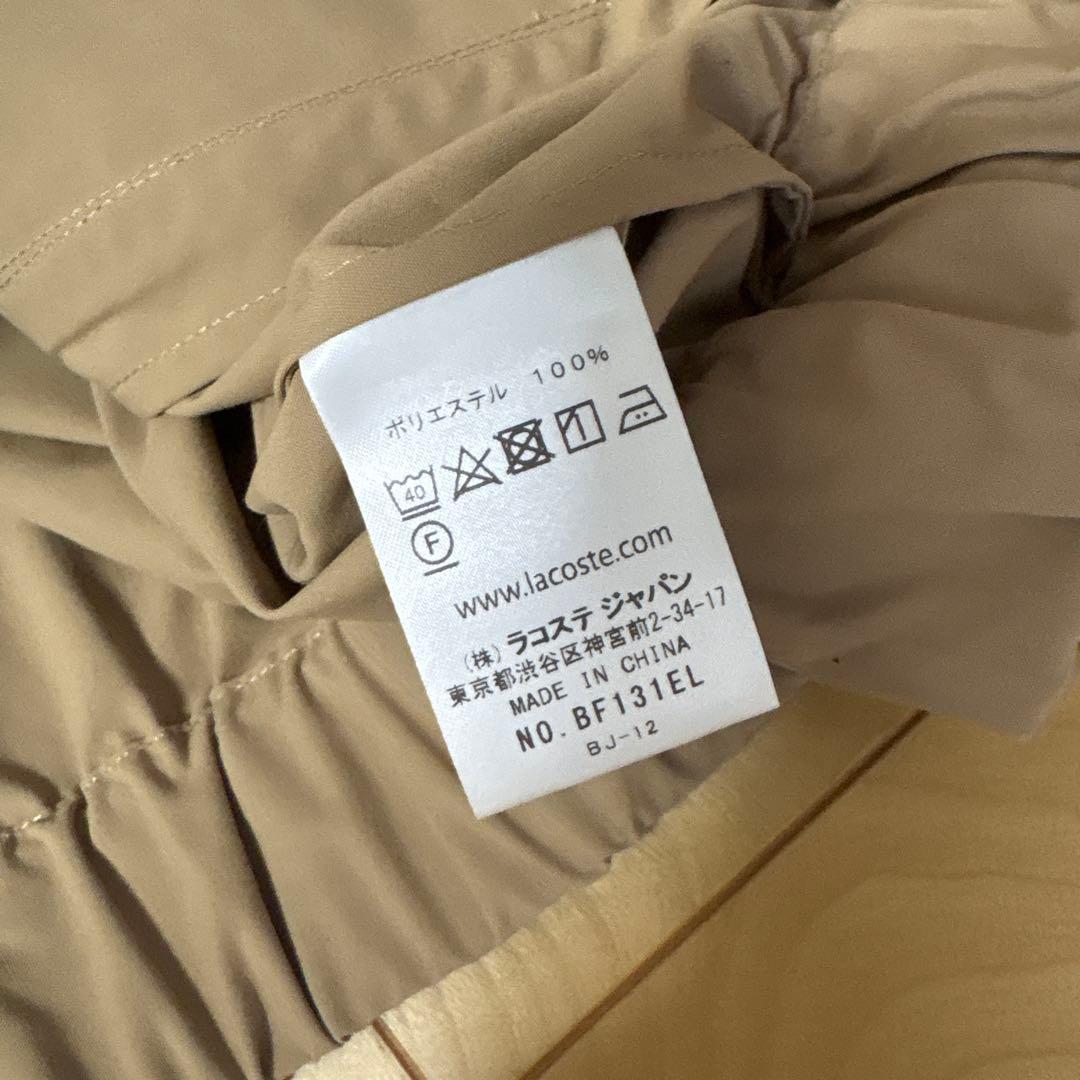 ポリエステル 100%
40
F
www.lacoste.com
(株) ラコステ ジャパン
東京都渋谷区神宮前2-34-17
MADE IN CHINA
NO. BF131EL
BJ-12